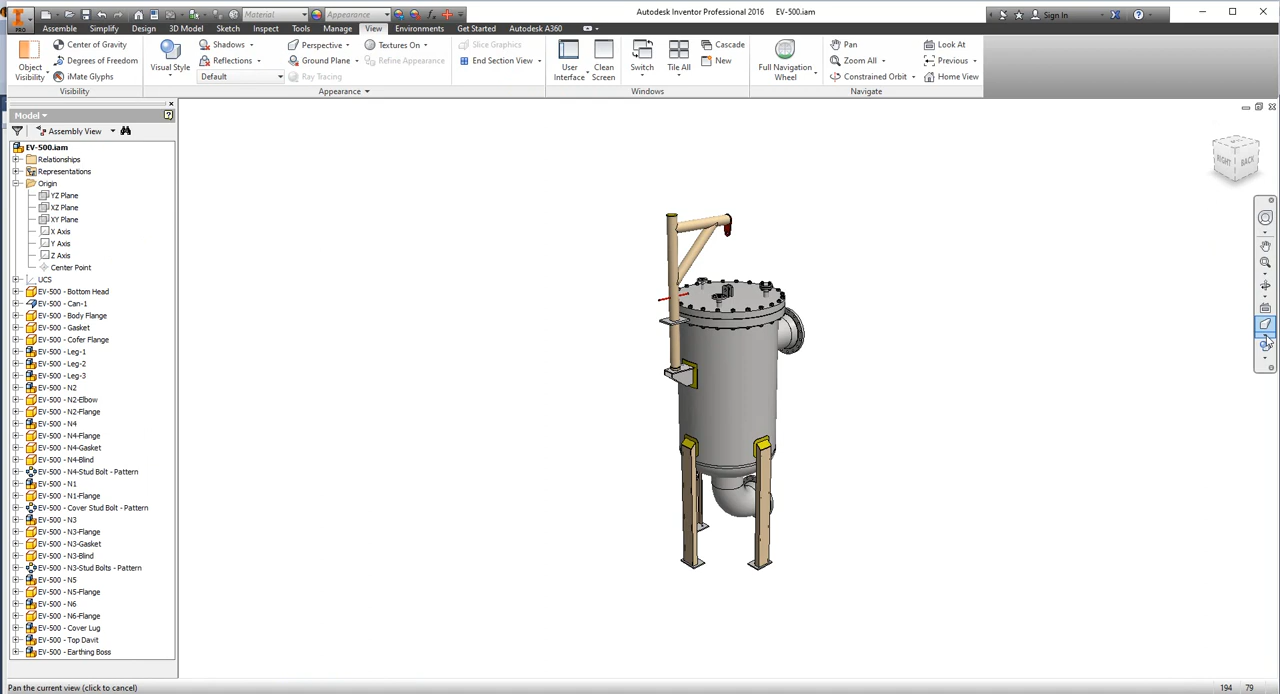 Material
Appearance
Autodesk Inventor Professional 2016 EV-500.iam
Sign In
PRO
Assemble Simplify Design 3D Model Sketch Inspect Tools Manage View Environments Get Started Autodesk A360
Object Visibility
Center of Gravity
Degrees of Freedom
iMate Glyphs
Visual Style
Shadows
Reflections
Default
Perspective
Ground Plane
Ray Tracing
Textures On
Refine Appearance
Slice Graphics
End Section View
User Interface
Clean Screen
Switch
Tile All
Cascade
New
Full Navigation Wheel
Pan
Zoom All
Constrained Orbit
Look At
Previous
Home View
Visibility Appearance Windows Navigate
Model
Assembly View
EV-500.iam
Relationships
Representations
Origin
YZ Plane
XZ Plane
XY Plane
X Axis
Y Axis
Z Axis
Center Point
UCS
EV-500 - Bottom Head
EV-500 - Can-1
EV-500 - Body Flange
EV-500 - Gasket
EV-500 - Cofer Flange
EV-500 - Leg-1
EV-500 - Leg-2
EV-500 - Leg-3
EV-500 - N2
EV-500 - N2-Elbow
EV-500 - N2-Flange
EV-500 - N4
EV-500 - N4-Flange
EV-500 - N4-Gasket
EV-500 - N4-Blind
EV-500 - N4-Stud Bolt - Pattern
EV-500 - N1
EV-500 - N1-Flange
EV-500 - Cover Stud Bolt - Pattern
EV-500 - N3
EV-500 - N3-Flange
EV-500 - N3-Gasket
EV-500 - N3-Blind
EV-500 - N3-Stud Bolts - Pattern
EV-500 - N5
EV-500 - N5-Flange
EV-500 - N6
EV-500 - N6-Flange
EV-500 - Cover Lug
EV-500 - Top Davit
EV-500 - Earthing Boss
RIGHT BACK
Pan the current view (click to cancel)
194 79